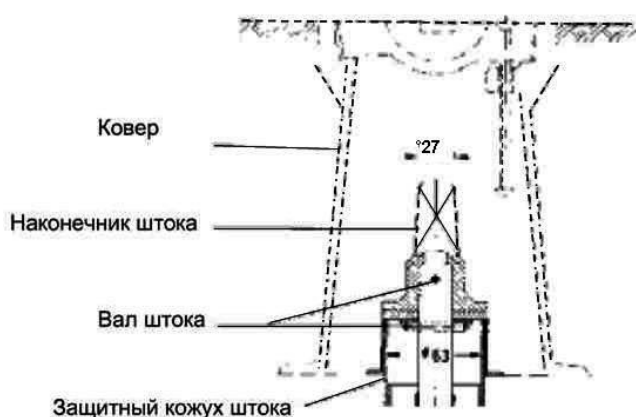 Ковер
°27
Наконечник штока
Вал штока
63
Защитный кожух штока